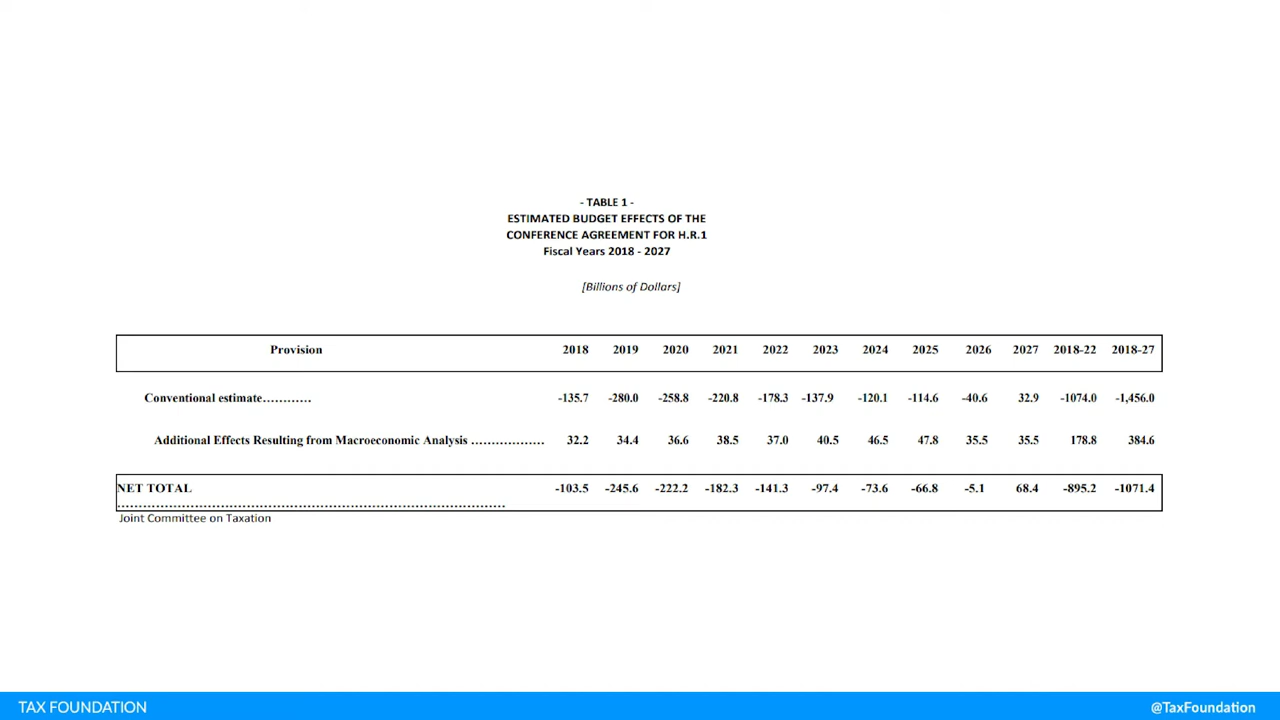 - TABLE 1 -
ESTIMATED BUDGET EFFECTS OF THE
CONFERENCE AGREEMENT FOR H.R.1
Fiscal Years 2018 - 2027
[Billions of Dollars]
Provision 2018 2019 2020 2021 2022 2023 2024 2025 2026 2027 2018-22 2018-27
Conventional estimate............ -135.7 -280.0 -258.8 -220.8 -178.3 -137.9 -120.1 -114.6 -40.6 32.9 -1074.0 -1,456.0
Additional Effects Resulting from Macroeconomic Analysis .................. 32.2 34.4 36.6 38.5 37.0 40.5 46.5 47.8 35.5 35.5 178.8 384.6
NET TOTAL -103.5 -245.6 -222.2 -182.3 -141.3 -97.4 -73.6 -66.8 -5.1 68.4 -895.2 -1071.4
....................................................................................
Joint Committee on Taxation
TAX FOUNDATION @TaxFoundation